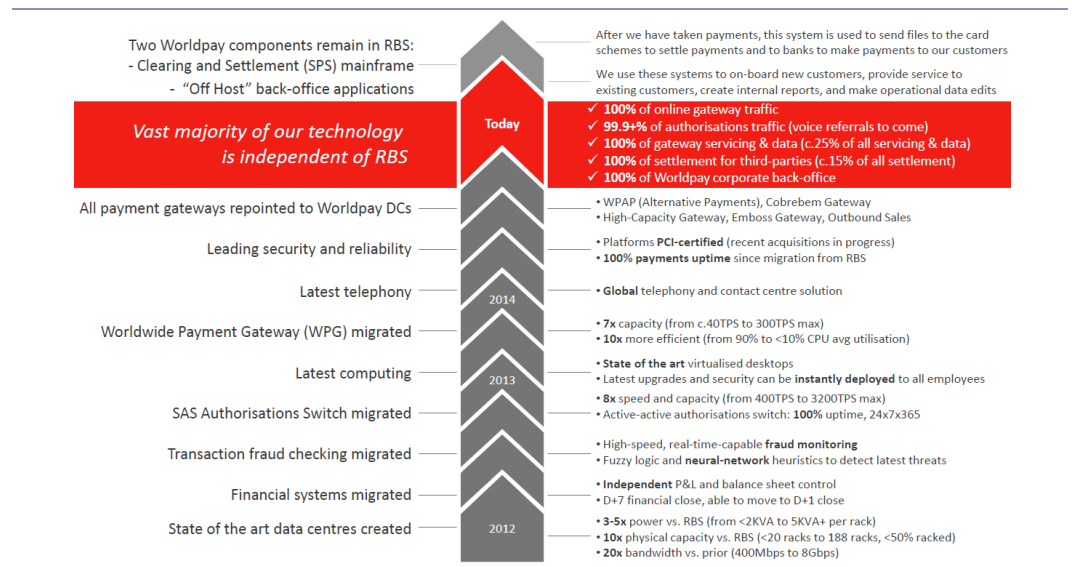 Two Worldpay components remain in RBS:
- Clearing and Settlement (SPS) mainframe
- “Off Host” back-office applications
After we have taken payments, this system is used to send files to the card
schemes to settle payments and to banks to make payments to our customers
We use these systems to on-board new customers, provide service to
existing customers, create internal reports, and make operational data edits
Vast majority of our technology
is independent of RBS
Today
✓ 100% of online gateway traffic
✓ 99.9+% of authorisations traffic (voice referrals to come)
✓ 100% of gateway servicing & data (c.25% of all servicing & data)
✓ 100% of settlement for third-parties (c.15% of all settlement)
✓ 100% of Worldpay corporate back-office
All payment gateways repointed to Worldpay DCs
• WPAP (Alternative Payments), Cobrebem Gateway
• High-Capacity Gateway, Emboss Gateway, Outbound Sales
Leading security and reliability
• Platforms PCI-certified (recent acquisitions in progress)
• 100% payments uptime since migration from RBS
Latest telephony
2014
• Global telephony and contact centre solution
Worldwide Payment Gateway (WPG) migrated
• 7x capacity (from c.40TPS to 300TPS max)
• 10x more efficient (from 90% to <10% CPU avg utilisation)
Latest computing
2013
• State of the art virtualised desktops
• Latest upgrades and security can be instantly deployed to all employees
SAS Authorisations Switch migrated
• 8x speed and capacity (from 400TPS to 3200TPS max)
• Active-active authorisations switch: 100% uptime, 24x7x365
Transaction fraud checking migrated
• High-speed, real-time-capable fraud monitoring
• Fuzzy logic and neural-network heuristics to detect latest threats
Financial systems migrated
• Independent P&L and balance sheet control
• D+7 financial close, able to move to D+1 close
State of the art data centres created
2012
• 3-5x power vs. RBS (from <2KVA to 5KVA+ per rack)
• 10x physical capacity vs. RBS (<20 racks to 188 racks, <50% racked)
• 20x bandwidth vs. prior (400Mbps to 8Gbps)